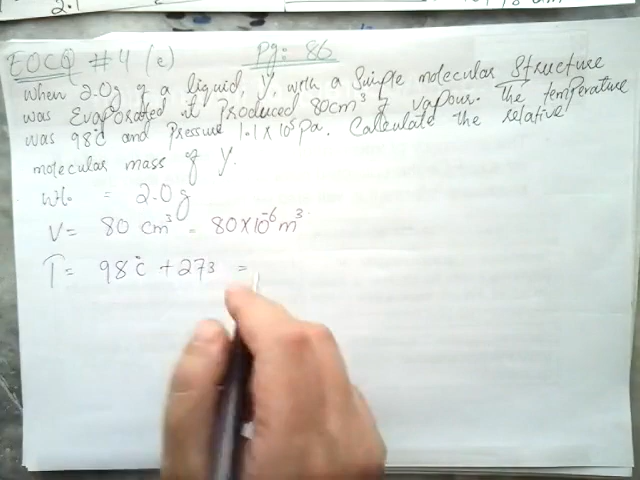 EOCQ # 4 (e) Pg: 86
When 2.0g of a liquid, Y, with a Simple molecular Structure
was Evaporated it Produced 80cm³ of vapour. The temperature
was 98°C and Pressure 1.1 X 10⁵ Pa. Calculate the relative
molecular mass of Y.
wt. = 2.0g
V = 80 cm³ = 80X10⁻⁶ m³
T = 98°C + 273 =